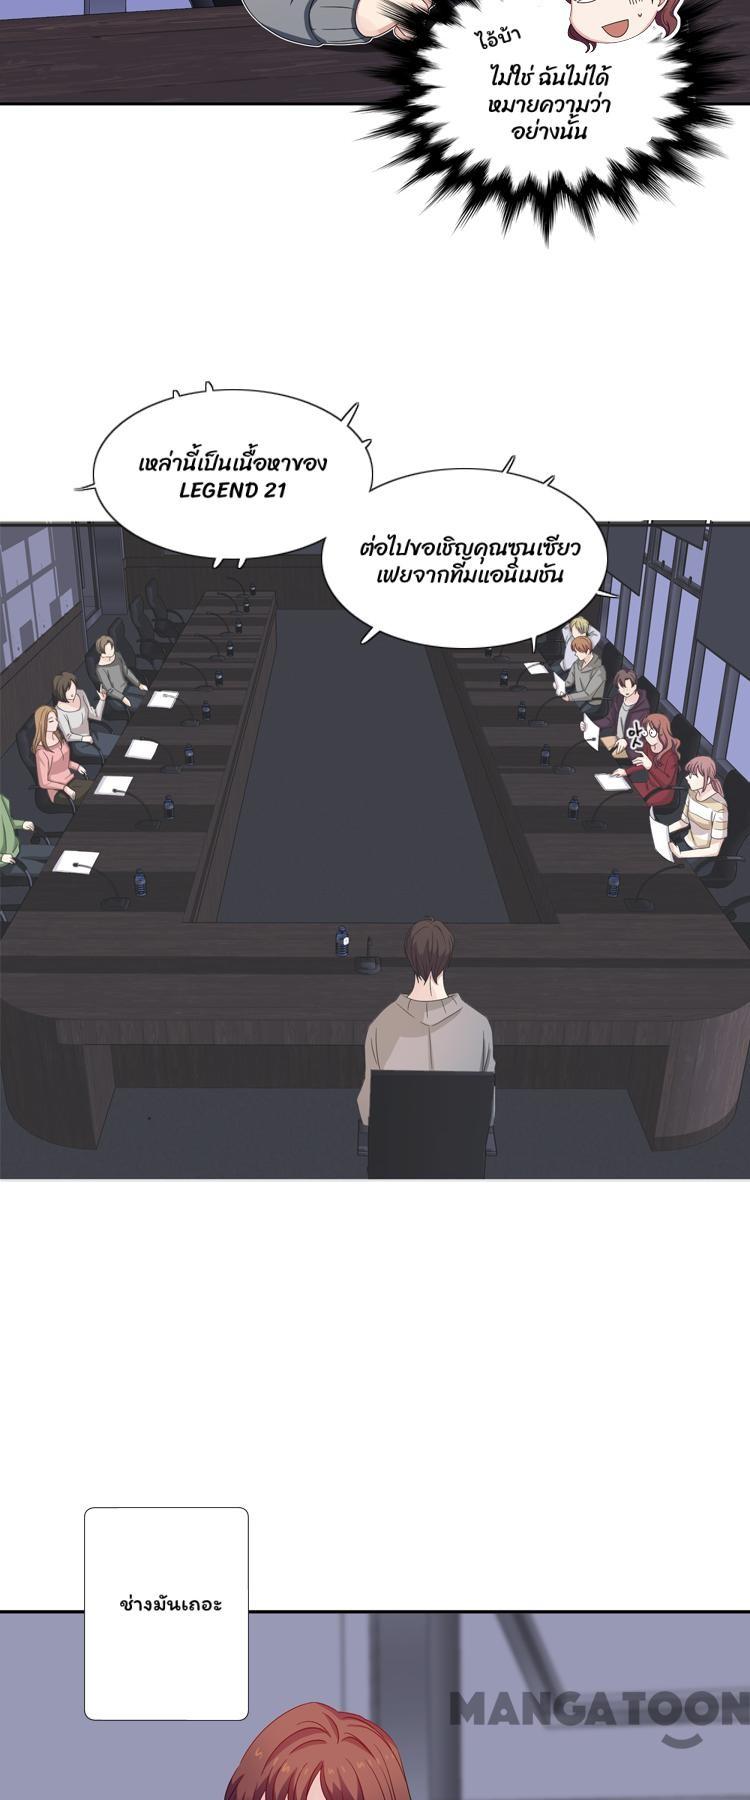 ไอ้บ้า
ไม่ใช่ ฉันไม่ได้
หมายความว่า
อย่างนั้น
เหล่านี้เป็นเนื้อหาของ
LEGEND 21
ต่อไปขอเชิญคุณซุนเซียว
เฟยจากทีมแอนิเมชัน
ช่างมันเถอะ
MANGATOON